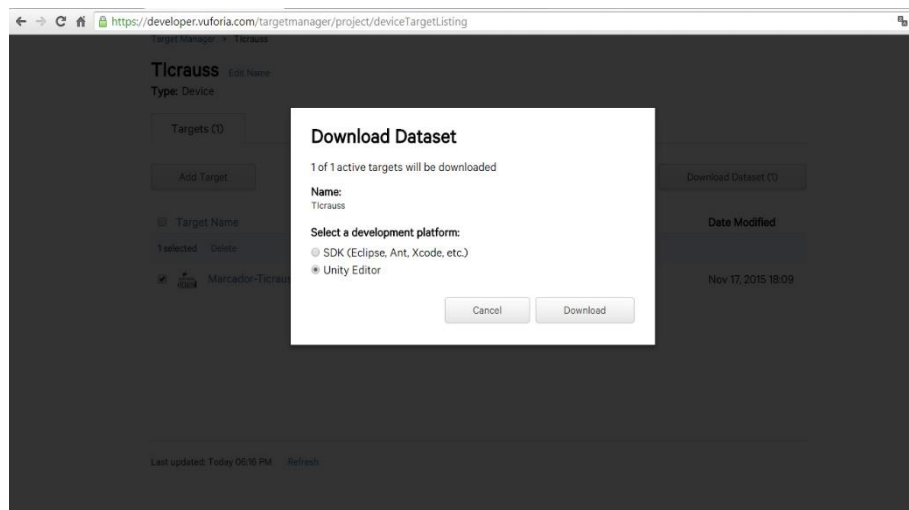 https://developer.vuforia.com/targetmanager/project/deviceTargetListing
Target Manager > TIcrauss
TIcrauss Edit Name
Type: Device
Targets (1)
Add Target
Download Dataset (1)
Target Name
Date Modified
1 selected Delete
Marcador-Ticraus
Nov 17, 2015 18:09
Download Dataset
1 of 1 active targets will be downloaded
Name:
TIcrauss
Select a development platform:
SDK (Eclipse, Ant, Xcode, etc.)
Unity Editor
Cancel
Download
Last updated: Today 06:16 PM Refresh